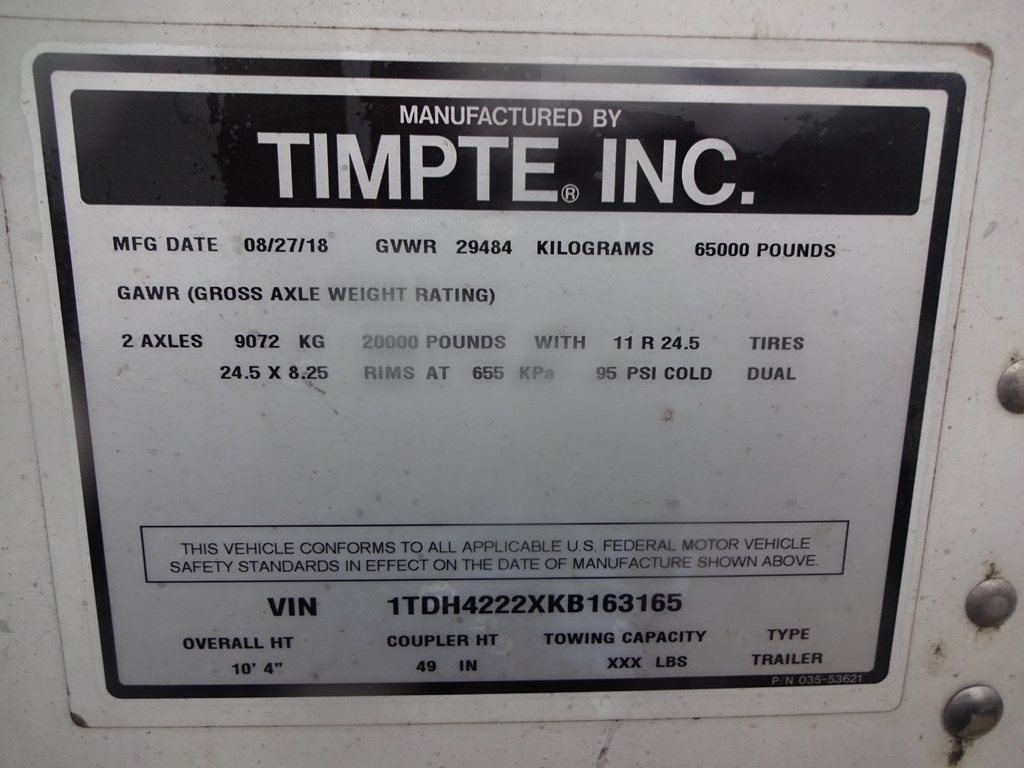 MANUFACTURED BY
TIMPTE® INC.
MFG DATE 08/27/18 GVWR 29484 KILOGRAMS 65000 POUNDS
GAWR (GROSS AXLE WEIGHT RATING)
2 AXLES 9072 KG 20000 POUNDS WITH 11 R 24.5 TIRES
24.5 X 8.25 RIMS AT 655 KPa 95 PSI COLD DUAL
THIS VEHICLE CONFORMS TO ALL APPLICABLE U.S. FEDERAL MOTOR VEHICLE
SAFETY STANDARDS IN EFFECT ON THE DATE OF MANUFACTURE SHOWN ABOVE.
VIN 1TDH4222XKB163165
OVERALL HT COUPLER HT TOWING CAPACITY TYPE
10' 4" 49 IN XXX LBS TRAILER
P/N 035-53621